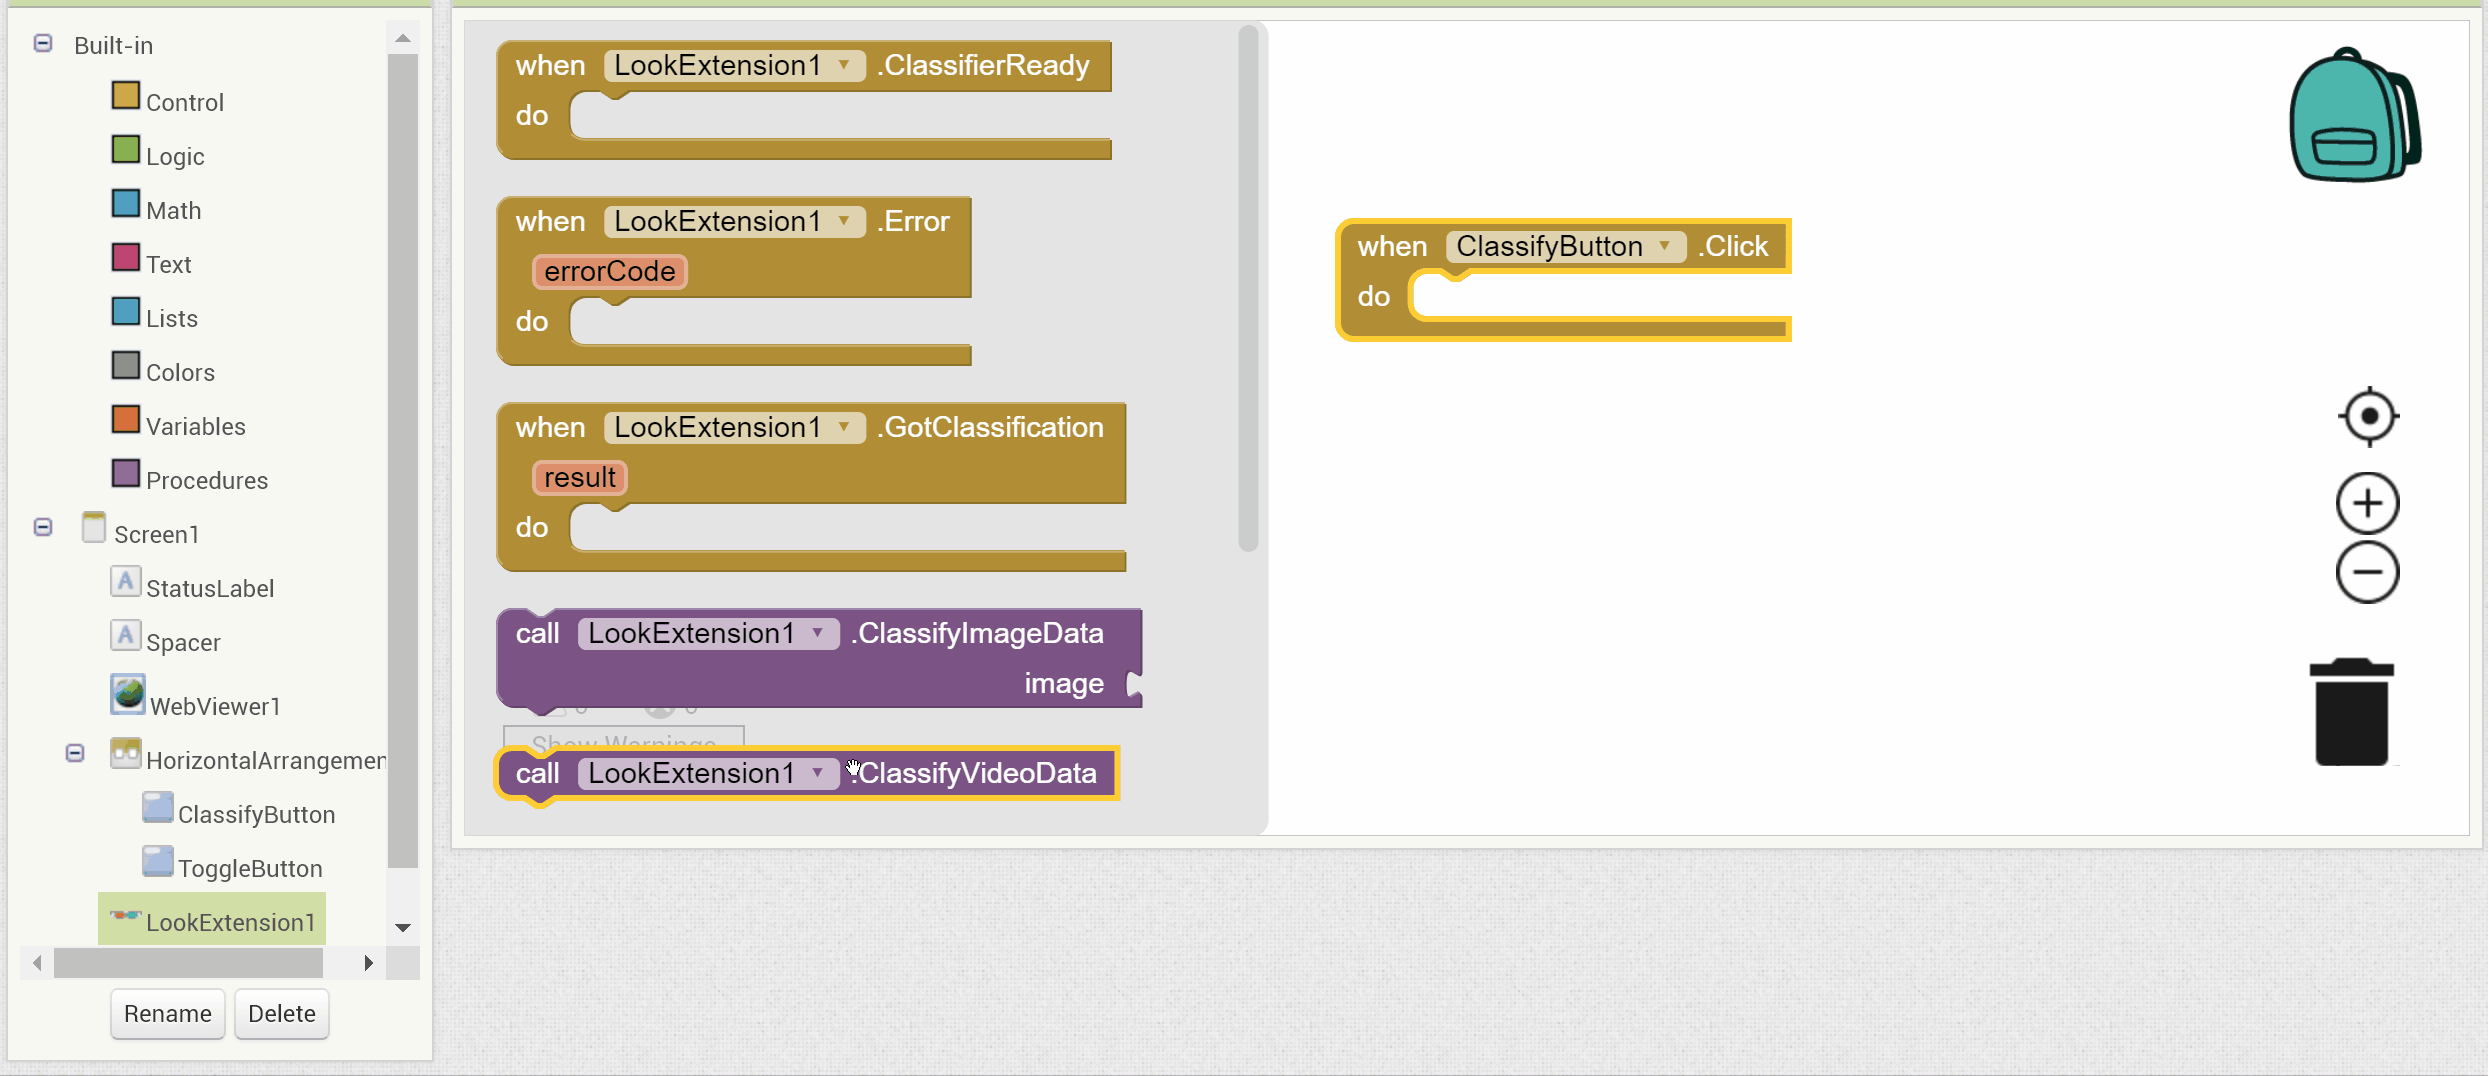 Built-in
Control
Logic
Math
Text
Lists
Colors
Variables
Procedures
Screen1
StatusLabel
Spacer
WebViewer1
HorizontalArrangemen
ClassifyButton
ToggleButton
LookExtension1
Rename Delete
when LookExtension1 .ClassifierReady
do
when LookExtension1 .Error
errorCode
do
when LookExtension1 .GotClassification
result
do
call LookExtension1 .ClassifyImageData
image
Show Warnings
call LookExtension1 .ClassifyVideoData
when ClassifyButton .Click
do